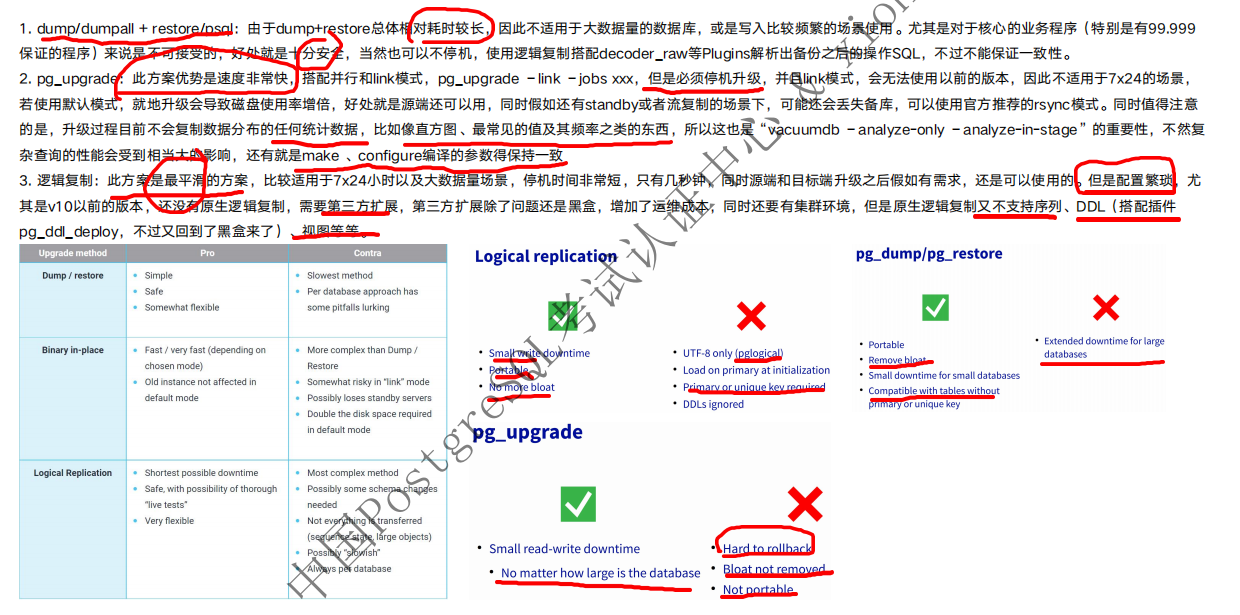 1. dump/dumpall + restore/psql：由于dump+restore总体相对耗时较长，因此不适用于大数据量的数据库，或是写入比较频繁的场景使用。尤其是对于核心的业务程序（特别是有99.999
保证的程序）来说是不可接受的，好处就是十分安全，当然也可以不停机，使用逻辑复制搭配decoder_raw等Plugins解析出备份之后的操作SQL，不过不能保证一致性。
2. pg_upgrade：此方案优势是速度非常快，搭配并行和link模式，pg_upgrade –link –jobs xxx，但是必须停机升级，并且link模式，会无法使用以前的版本，因此不适用于7x24的场景，
若使用默认模式，就地升级会导致磁盘使用率增倍，好处就是源端还可以用，同时假如还有standby或者流复制的场景下，可能还会丢失备库，可以使用官方推荐的rsync模式。同时值得注意
的是，升级过程目前不会复制数据分布的任何统计数据，比如像直方图、最常见的值及其频率之类的东西，所以这也是“vacuumdb –analyze-only –analyze-in-stage”的重要性，不然复
杂查询的性能会受到相当大的影响，还有就是make 、configure编译的参数得保持一致
3. 逻辑复制：此方案是最平滑的方案，比较适用于7x24小时以及大数据量场景，停机时间非常短，只有几秒钟，同时源端和目标端升级之后假如有需求，还是可以使用的。但是配置繁琐，尤
其是v10以前的版本，还没有原生逻辑复制，需要第三方扩展，第三方扩展除了问题还是黑盒，增加了运维成本，同时还要有集群环境，但是原生逻辑复制又不支持序列、DDL（搭配插件
pg_ddl_deploy，不过又回到了黑盒来了）、视图等等。
Upgrade method Pro Contra
Dump / restore
Simple
Safe
Somewhat flexible
Slowest method
Per database approach has
some pitfalls lurking
Binary in-place
Fast / very fast (depending on
chosen mode)
Old instance not affected in
default mode
More complex than Dump /
Restore
Somewhat risky in "link" mode
Possibly loses standby servers
Double the disk space required
in default mode
Logical Replication
Shortest possible downtime
Safe, with possibility of thorough
"live tests"
Very flexible
Most complex method
Possibly some schema changes
needed
Not everything is transferred
(sequence state, large objects)
Possibly "slowish"
Always per database
Logical replication
Small write downtime
Portable
No more bloat
UTF-8 only (pglogical)
Load on primary at initialization
Primary or unique key required
DDLs ignored
pg_dump/pg_restore
Portable
Remove bloat
Small downtime for small databases
Compatible with tables without
primary or unique key
Extended downtime for large
databases
pg_upgrade
Small read-write downtime
No matter how large is the database
Hard to rollback
Bloat not removed
Not portable
中国PostgreSQL考试认证中心 & xion